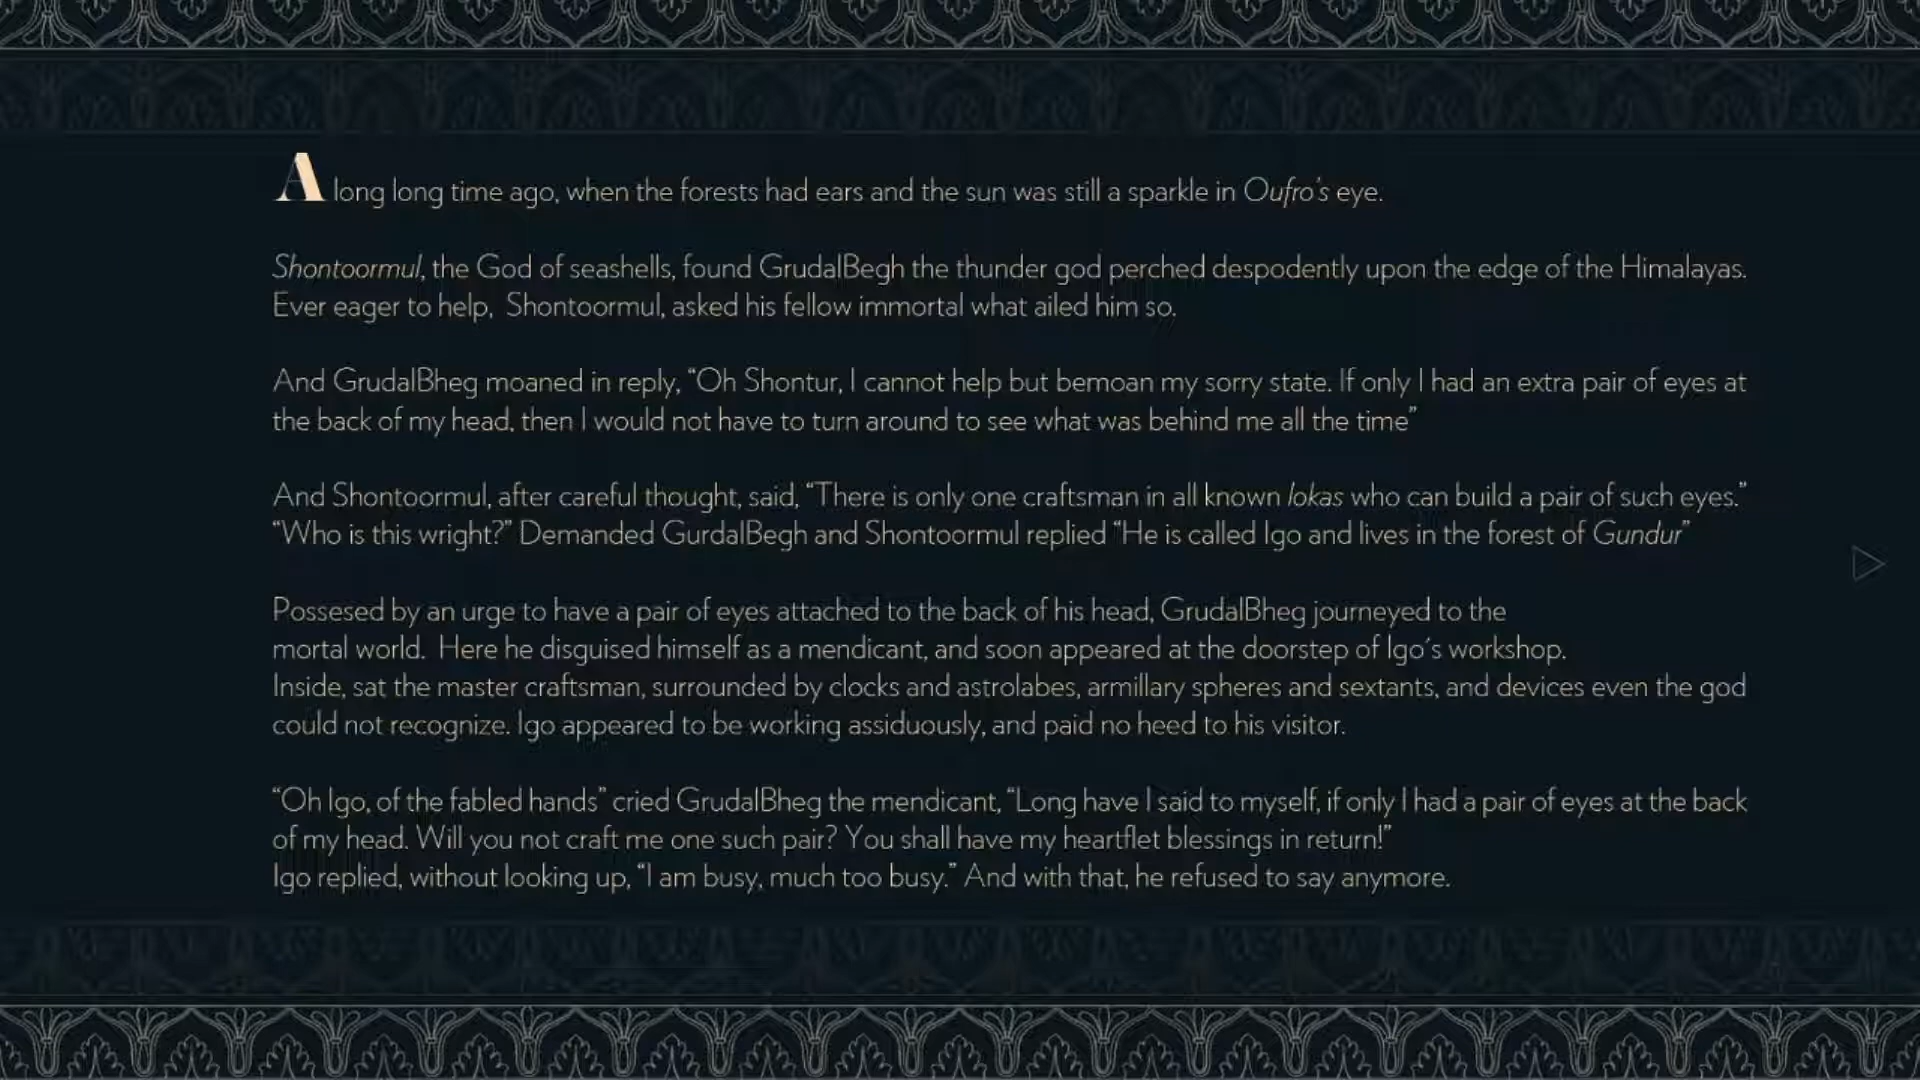 A long long time ago, when the forests had ears and the sun was still a sparkle in Oufro's eye.
Shontoormul, the God of seashells, found GrudalBegh the thunder god perched despodently upon the edge of the Himalayas.
Ever eager to help,  Shontoormul, asked his fellow immortal what ailed him so.
And GrudalBheg moaned in reply, “Oh Shontur, I cannot help but bemoan my sorry state. If only I had an extra pair of eyes at
the back of my head, then I would not have to turn around to see what was behind me all the time”
And Shontoormul, after careful thought, said, “There is only one craftsman in all known lokas who can build a pair of such eyes.”
“Who is this wright?” Demanded GurdalBegh and Shontoormul replied “He is called Igo and lives in the forest of Gundur”
Possesed by an urge to have a pair of eyes attached to the back of his head, GrudalBheg journeyed to the
mortal world.  Here he disguised himself as a mendicant, and soon appeared at the doorstep of Igo's workshop.
Inside, sat the master craftsman, surrounded by clocks and astrolabes, armillary spheres and sextants, and devices even the god
could not recognize. Igo appeared to be working assiduously, and paid no heed to his visitor.
“Oh Igo, of the fabled hands” cried GrudalBheg the mendicant, “Long have I said to myself, if only I had a pair of eyes at the back
of my head. Will you not craft me one such pair? You shall have my heartflet blessings in return!”
Igo replied, without looking up, “I am busy, much too busy.” And with that, he refused to say anymore.